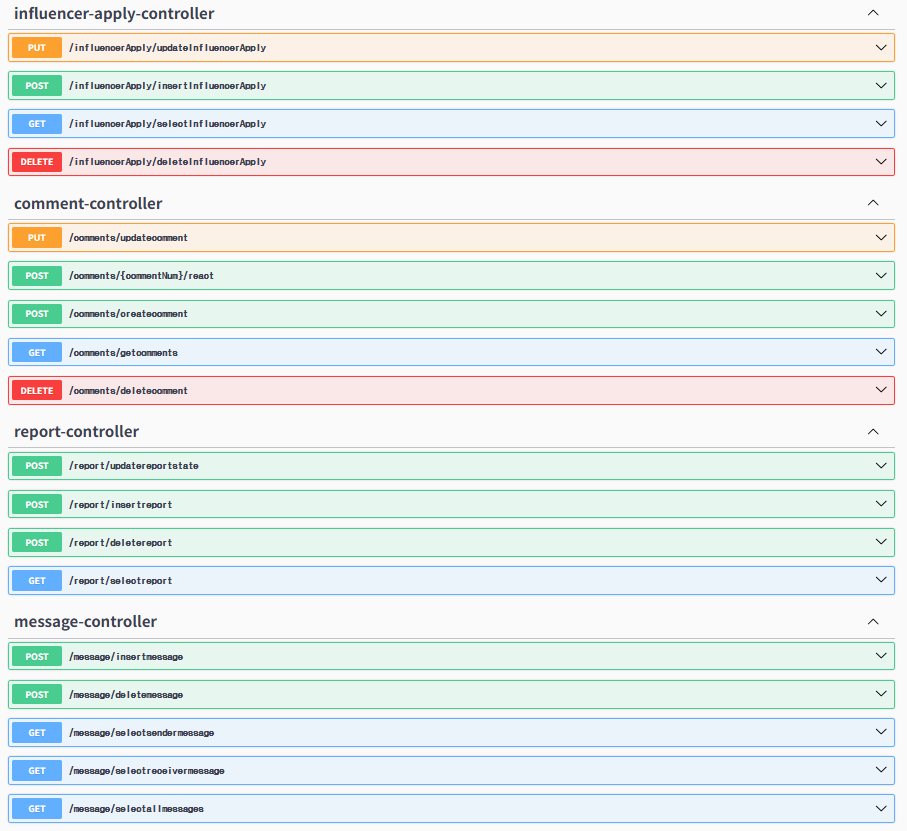 influencer-apply-controller
PUT /influencerApply/updateInfluencerApply
POST /influencerApply/insertInfluencerApply
GET /influencerApply/selectInfluencerApply
DELETE /influencerApply/deleteInfluencerApply
comment-controller
PUT /comments/updatecomment
POST /comments/{commentNum}/react
POST /comments/createcomment
GET /comments/getcomments
DELETE /comments/deletecomment
report-controller
POST /report/updatereportstate
POST /report/insertreport
POST /report/deletereport
GET /report/selectreport
message-controller
POST /message/insertmessage
POST /message/deletemessage
GET /message/selectsendermessage
GET /message/selectreceivermessage
GET /message/selectallmessages